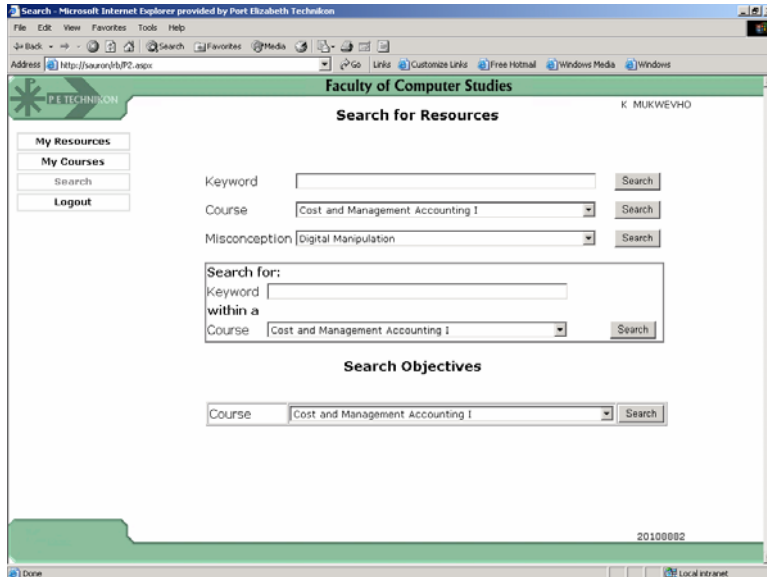 Search - Microsoft Internet Explorer provided by Port Elizabeth Technikon
File Edit View Favorites Tools Help
Back Search Favorites Media
Address http://sauron/rb/P2.aspx Go Links Customize Links Free Hotmail Windows Media Windows
Faculty of Computer Studies
P.E TECHNIKON
K MUKWEVHO
Search for Resources
My Resources
My Courses
Search
Logout
Keyword Search
Course Cost and Management Accounting I Search
Misconception Digital Manipulation Search
Search for:
Keyword
within a
Course Cost and Management Accounting I Search
Search Objectives
Course Cost and Management Accounting I Search
20100882
Done Local intranet